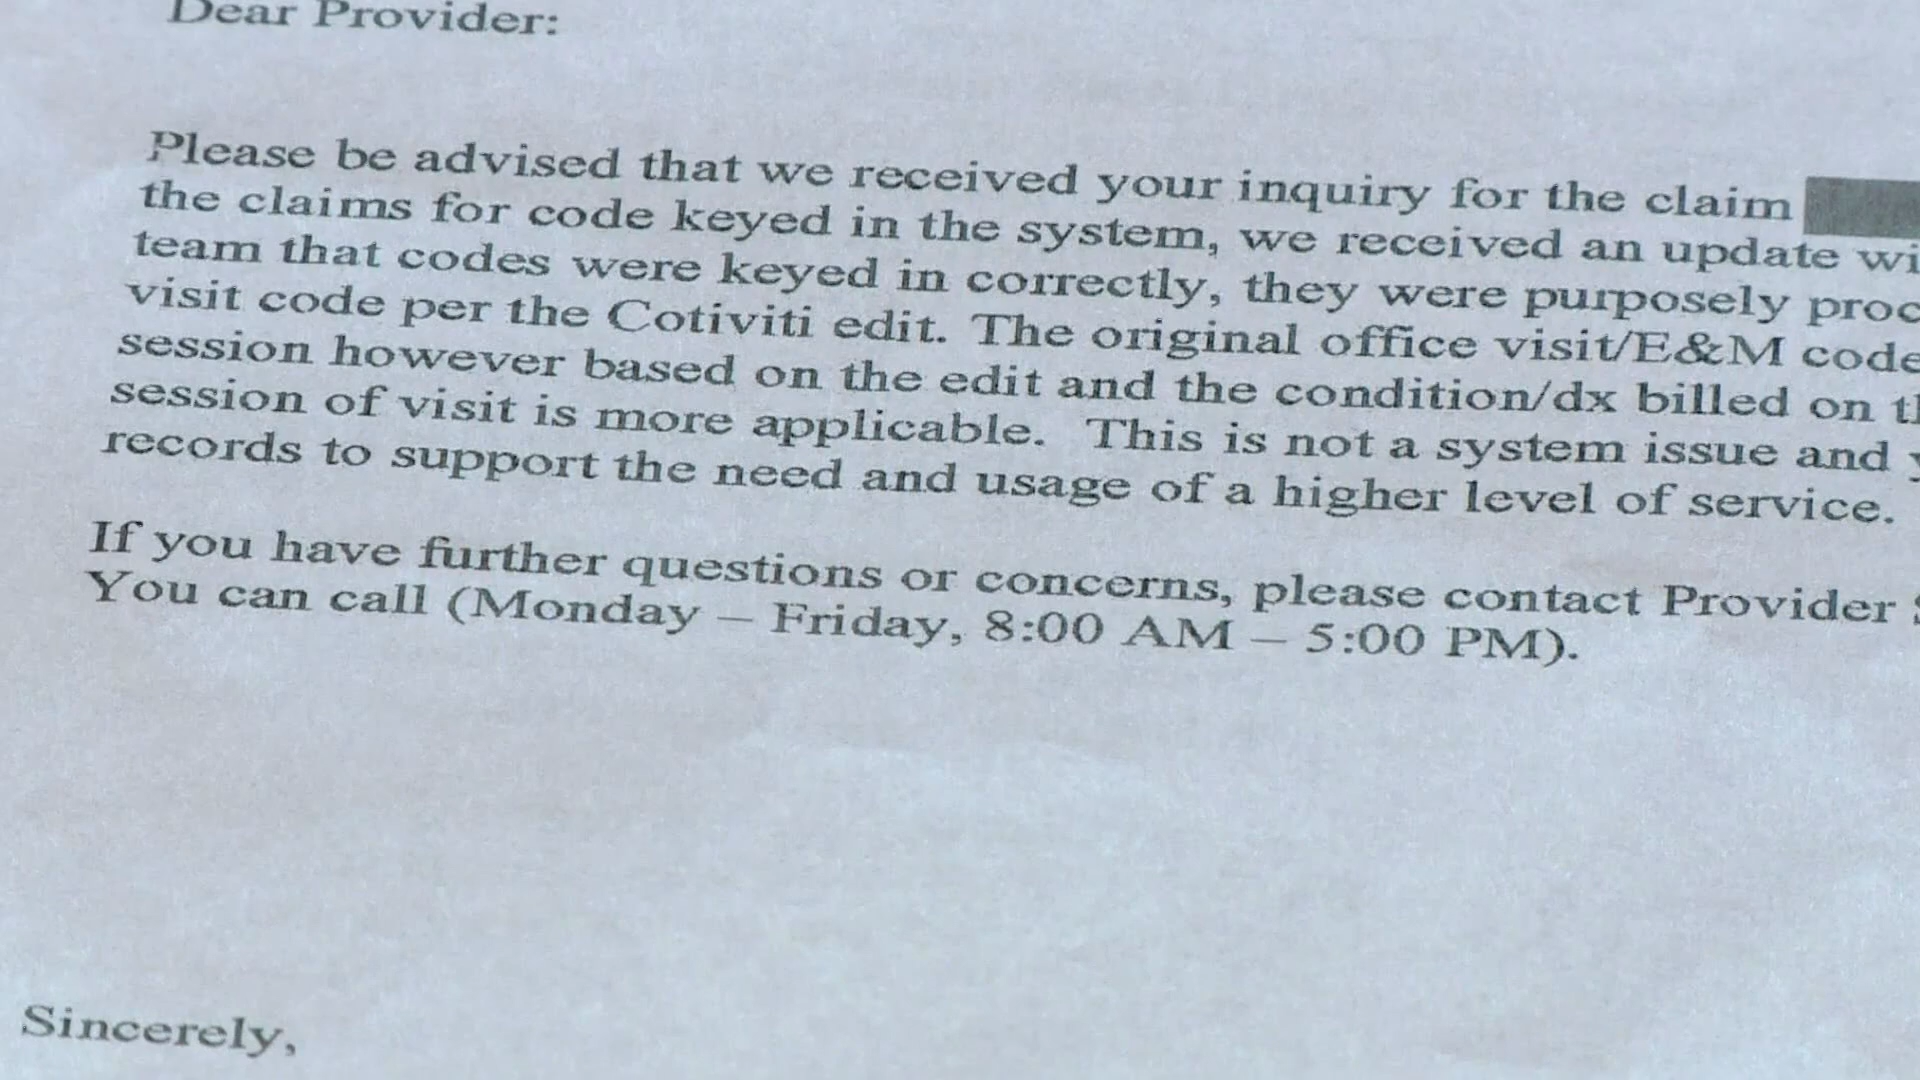 Dear Provider:
Please be advised that we received your inquiry for the claim
the claims for code keyed in the system, we received an update
team that codes were keyed in correctly, they were purposely
visit code per the Cotiviti edit. The original office visit/E&M code
session however based on the edit and the condition/dx billed on
session of visit is more applicable. This is not a system issue and
records to support the need and usage of a higher level of service.
If you have further questions or concerns, please contact Provider
You can call (Monday – Friday, 8:00 AM – 5:00 PM).
Sincerely,